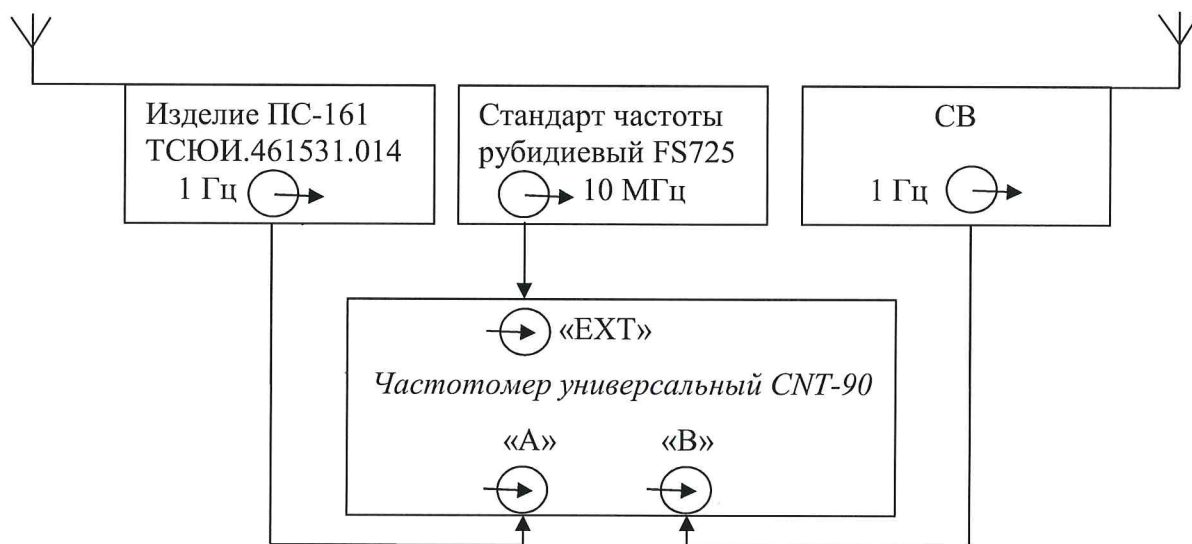 Изделие ПС-161
ТСЮИ.461531.014
1 Гц
Стандарт частоты
рубидиевый FS725
10 МГц
СВ
1 Гц
«EXT»
Частотомер универсальный CNT-90
«А»
«В»